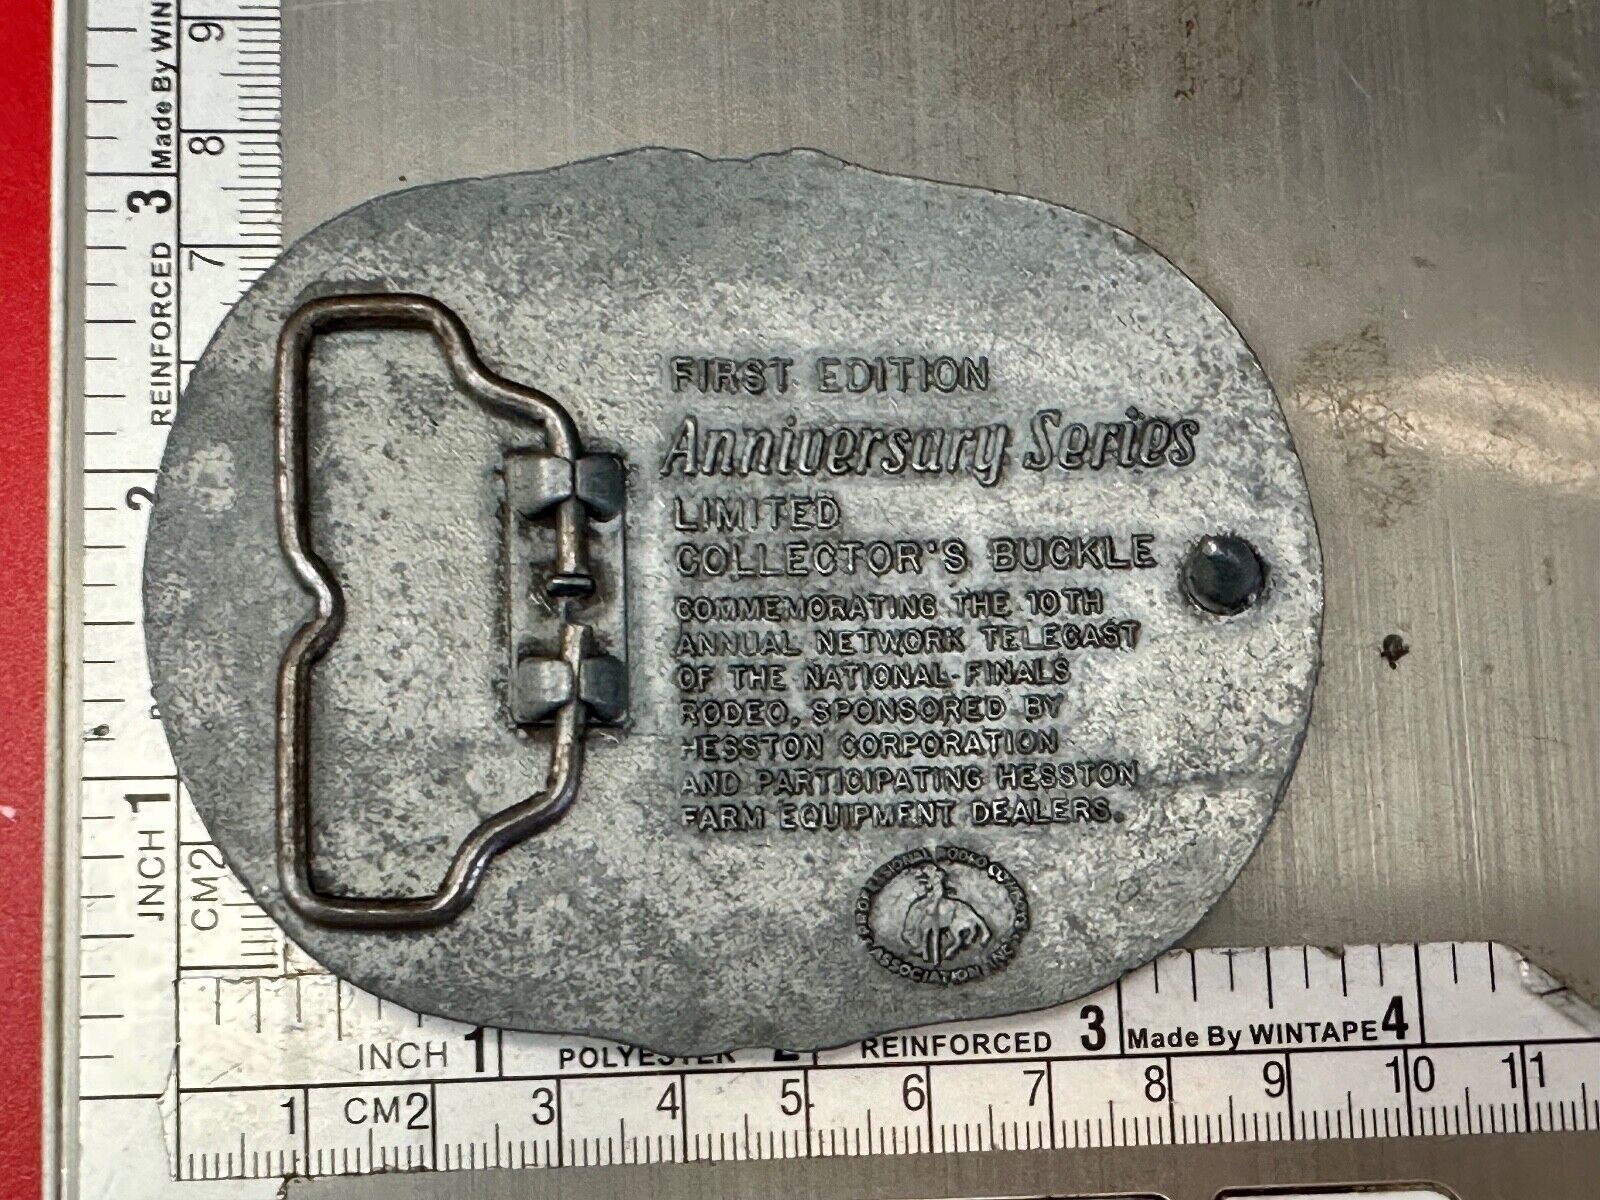 FIRST EDITION
Anniversary Series
LIMITED
COLLECTOR'S BUCKLE
COMMEMORATING THE 10TH
ANNUAL NETWORK TELECAST
OF THE NATIONAL FINALS
RODEO, SPONSORED BY
HESSTON CORPORATION
AND PARTICIPATING HESSTON
FARM EQUIPMENT DEALERS.
PROFESSIONAL RODEO COWBOYS
ASSOCIATION INC
9
Made By WIN
8
3
7
REINFORCED
2
1
INCH
CM2
INCH 1 POLYESTER 2 REINFORCED 3 Made By WINTAPE 4
1 CM2 3 4 5 6 7 8 9 10 11